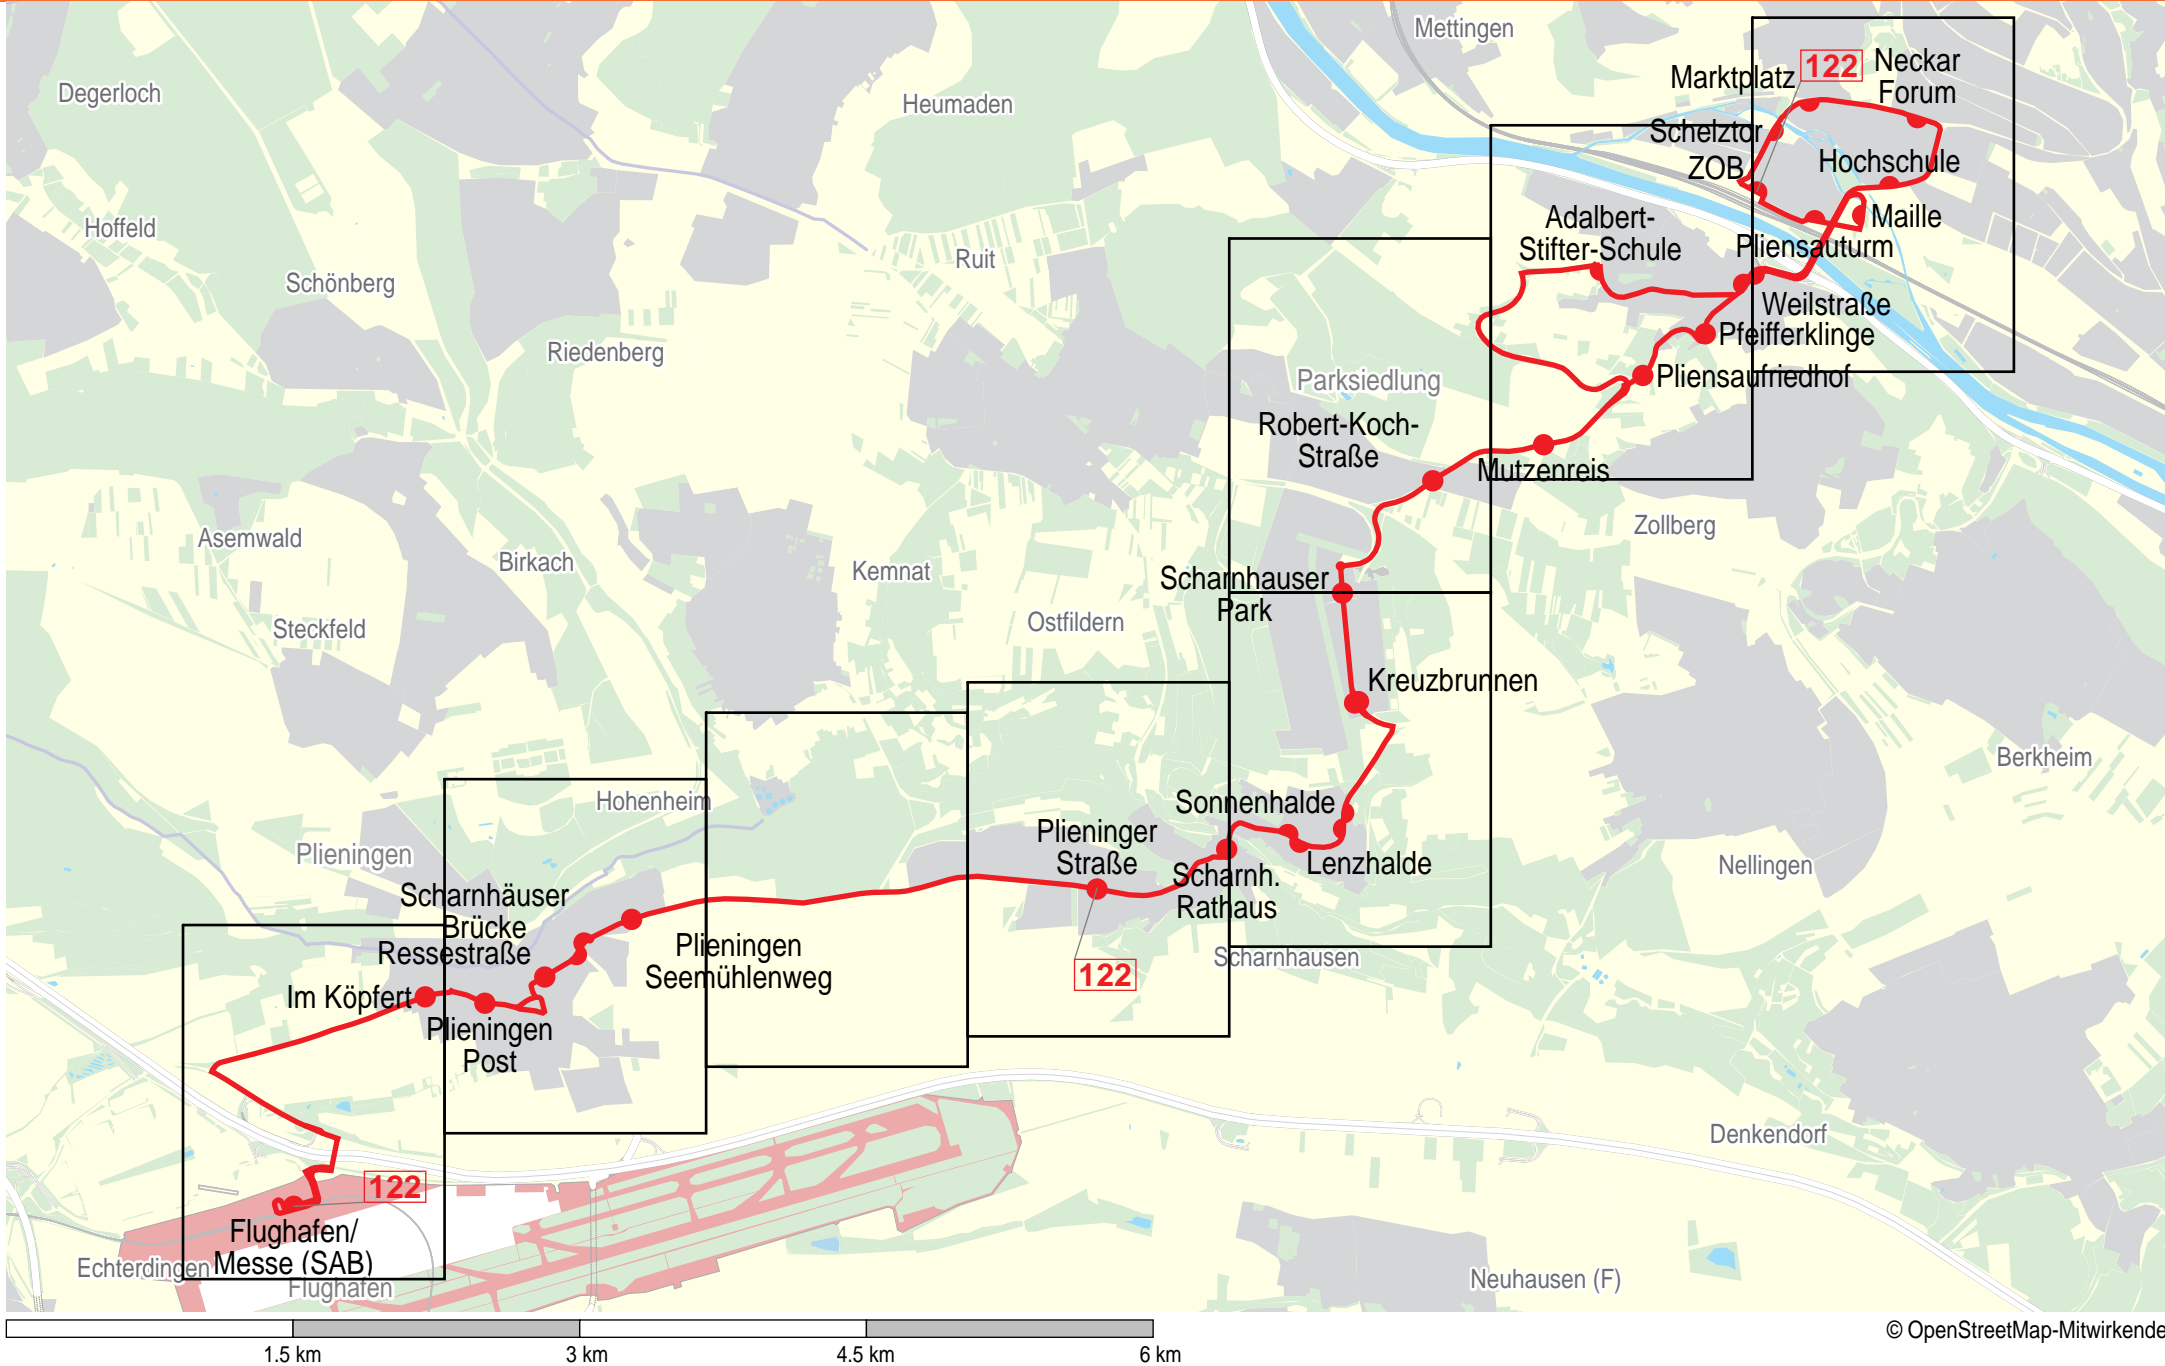 Mettingen
Degerloch
Heumaden
Marktplatz
122
Neckar
Forum
Schelztor
ZOB
Hochschule
Hoffeld
Adalbert-
Stifter-Schule
Maille
Pliensauturm
Ruit
Schönberg
Weilstraße
Pfeifferklinge
Riedenberg
Parksiedlung
Pliensaufriedhof
Robert-Koch-
Straße
Mutzenreis
Zollberg
Asemwald
Birkach
Kemnat
Scharnhauser
Park
Steckfeld
Ostfildern
Kreuzbrunnen
Berkheim
Hohenheim
Sonnenhalde
Plieninger
Straße
Plieningen
Lenzhalde
Nellingen
Scharnh.
Rathaus
Scharnhäuser
Brücke
Ressestraße
Plieningen
Seemühlenweg
Scharnhausen
122
Im Köpfert
Plieningen
Post
Denkendorf
122
Flughafen/
Messe (SAB)
Echterdingen
Flughafen
Neuhausen (F)
© OpenStreetMap-Mitwirkende
1.5 km
3 km
4.5 km
6 km